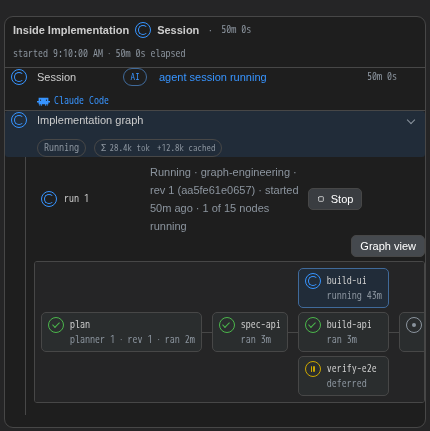 Inside Implementation Session · 50m 0s
started 9:10:00 AM · 50m 0s elapsed
Session AI agent session running 50m 0s
Claude Code
Implementation graph
Running Σ 28.4k tok +12.8k cached
run 1
Running · graph-engineering ·
rev 1 (aa5fe61e0657) · started
50m ago · 1 of 15 nodes
running
Stop
Graph view
build-ui
running 43m
plan
planner 1 · rev 1 · ran 2m
spec-api
ran 3m
build-api
ran 3m
verify-e2e
deferred